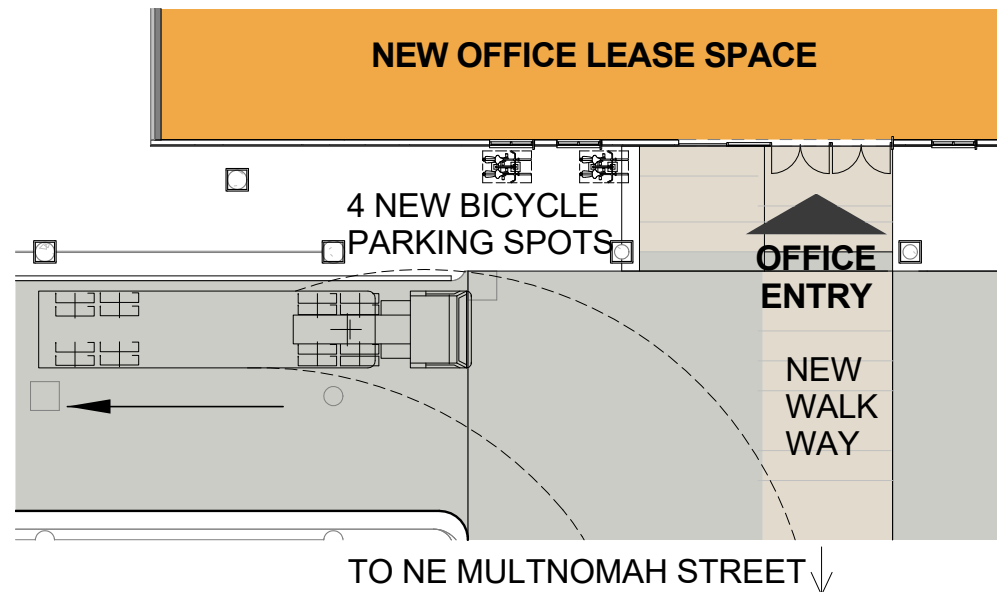 NEW OFFICE LEASE SPACE
4 NEW BICYCLE
PARKING SPOTS
OFFICE
ENTRY
NEW
WALK
WAY
TO NE MULTNOMAH STREET